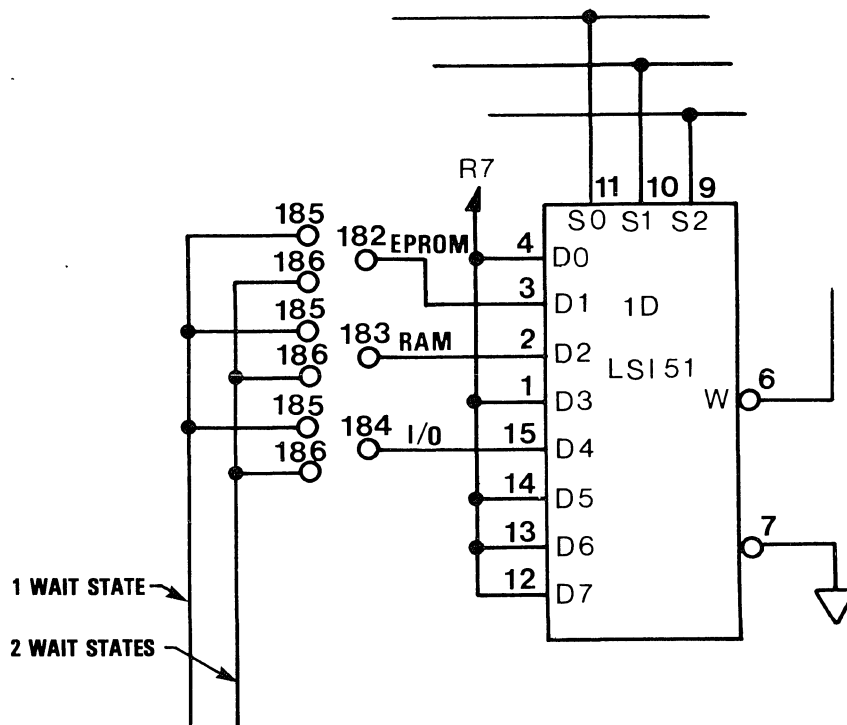 R7
11 10 9
S0 S1 S2
185
182 EPROM
4 D0
186
3 D1
1D
185
183 RAM
2 D2
LSI51
186
1 D3
6
W
185
184 I/O
15 D4
186
14 D5
13 D6
7
12 D7
1 WAIT STATE
2 WAIT STATES